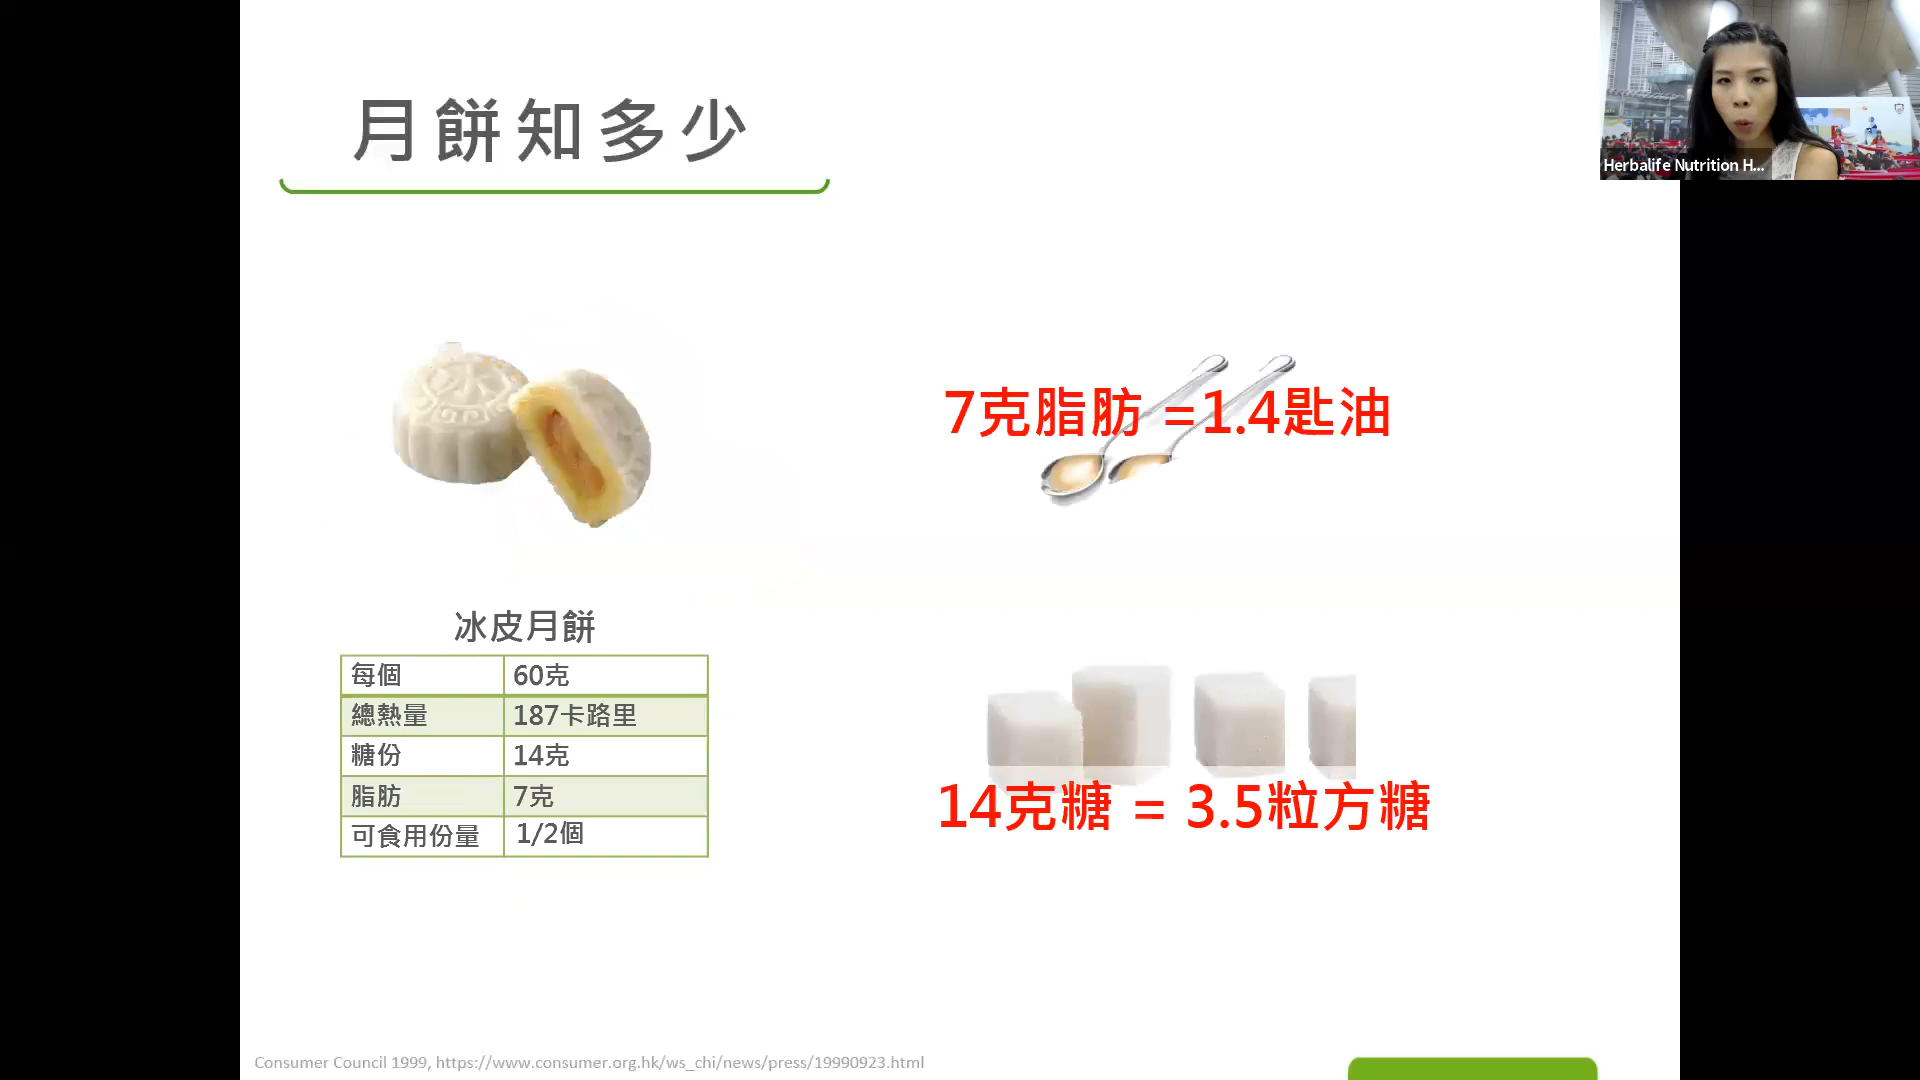 月餅知多少
Herbalife Nutrition H...
7克脂肪 =1.4匙油
冰皮月餅
每個 60克
總熱量 187卡路里
糖份 14克
脂肪 7克
可食用份量 1/2個
14克糖 = 3.5粒方糖
Consumer Council 1999, https://www.consumer.org.hk/ws_chi/news/press/19990923.html